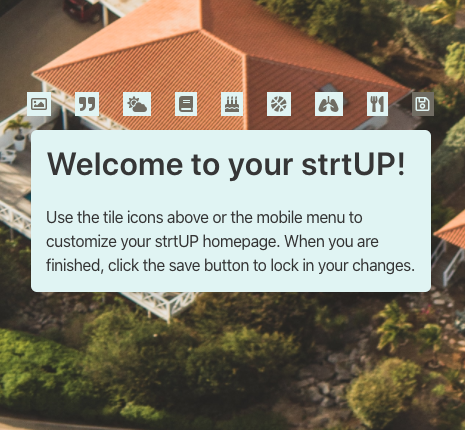 Welcome to your strtUP!
Use the tile icons above or the mobile menu to
customize your strtUP homepage. When you are
finished, click the save button to lock in your changes.